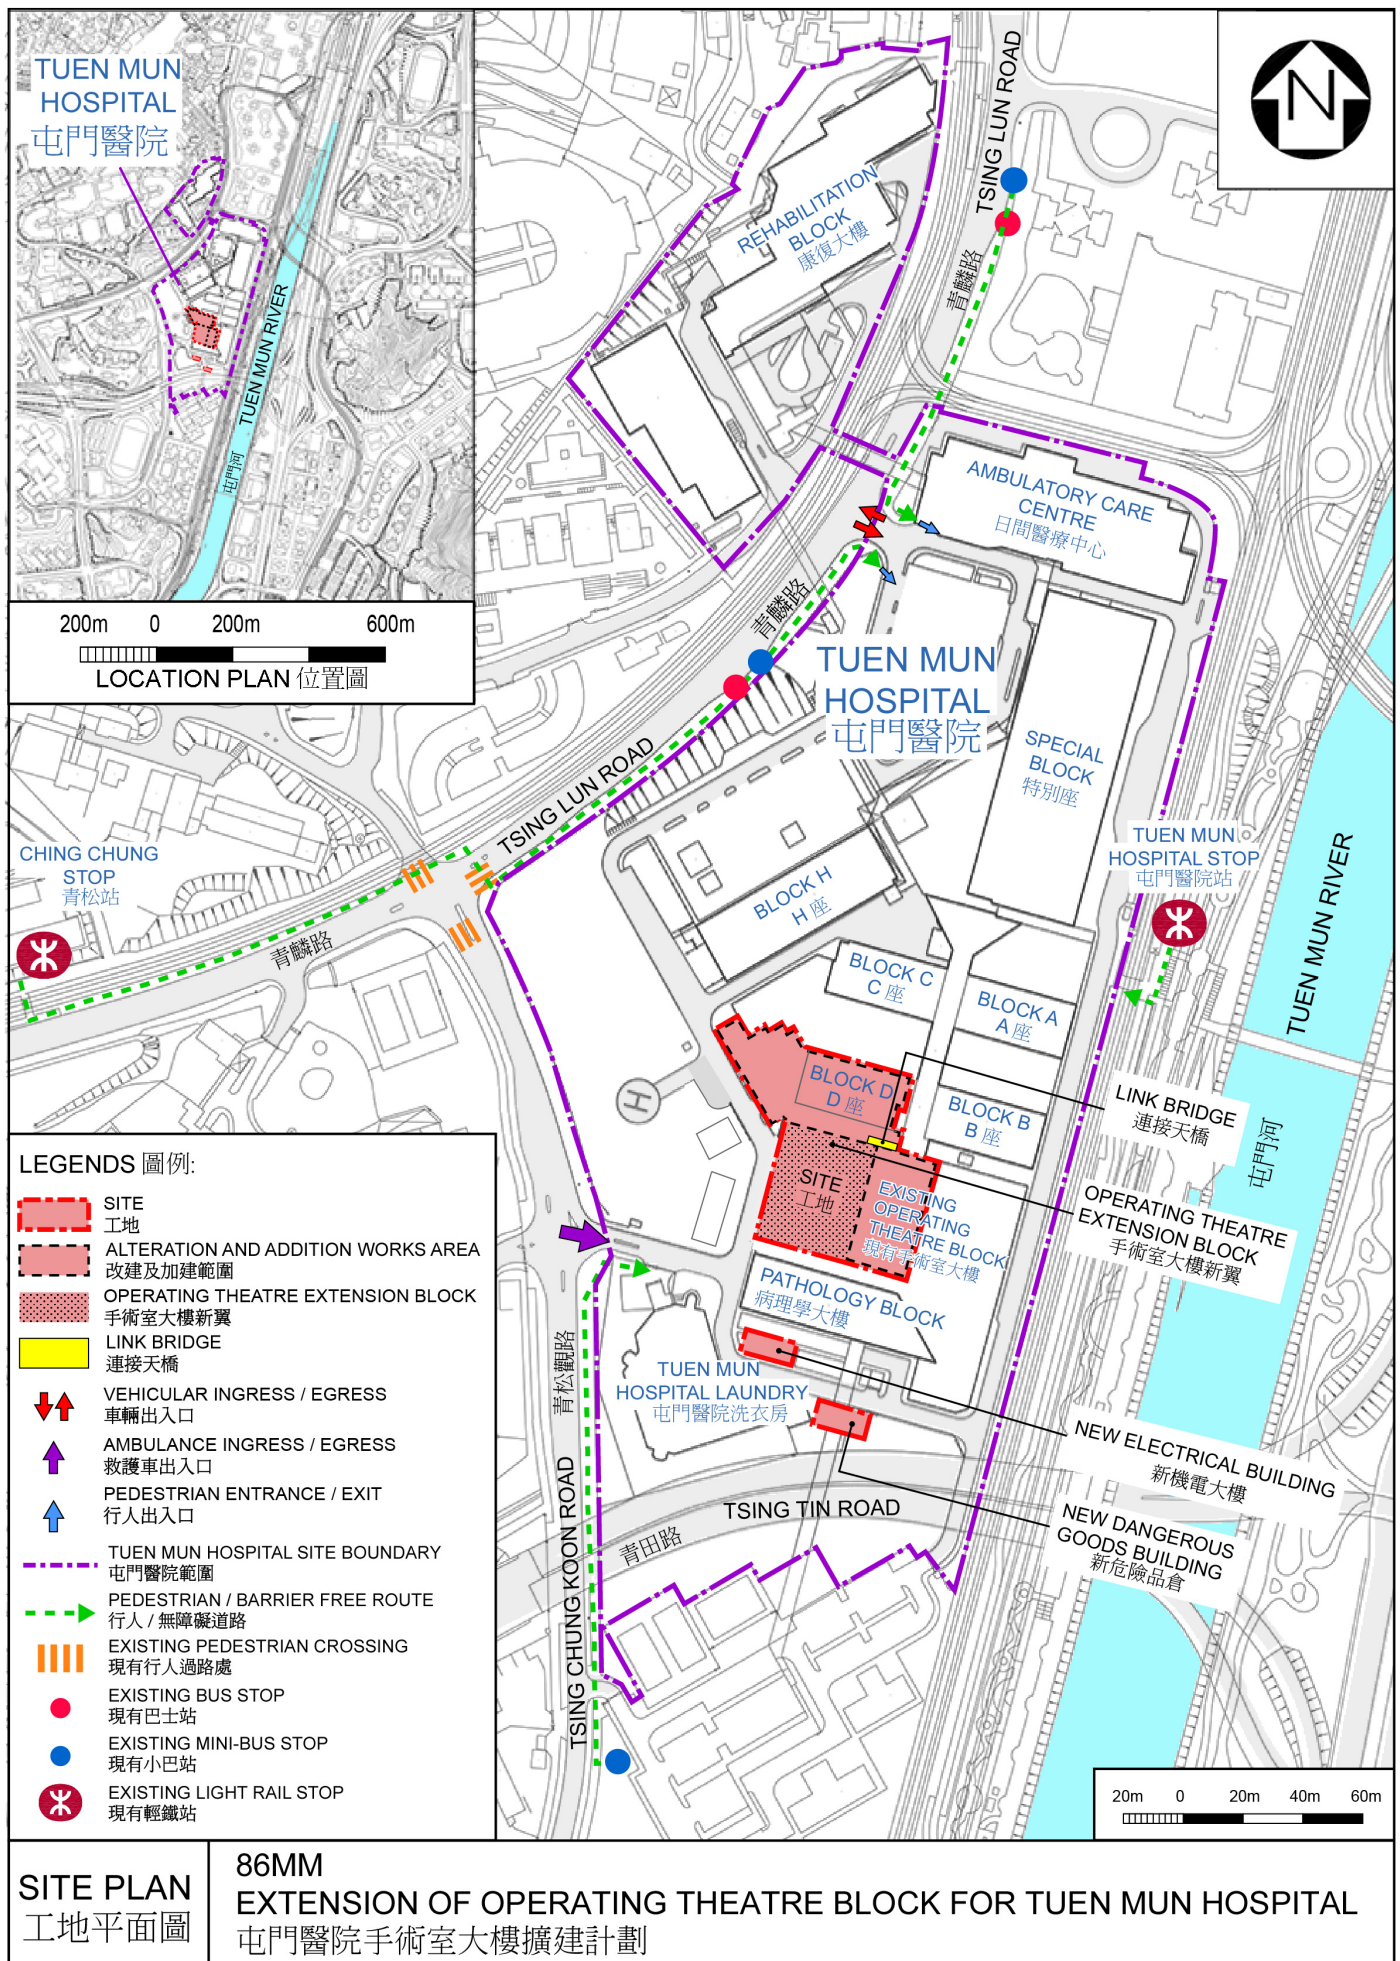 TUEN MUN
HOSPITAL
屯門醫院
TUEN MUN RIVER
屯門河
200m 0 200m 600m
LOCATION PLAN 位置圖
N
TSING LUN ROAD
青麟路
REHABILITATION
BLOCK
康復大樓
AMBULATORY CARE
CENTRE
日間醫療中心
青麟路
TUEN MUN
HOSPITAL
屯門醫院
TSING LUN ROAD
SPECIAL
BLOCK
特別座
TUEN MUN
HOSPITAL STOP
屯門醫院站
TUEN MUN RIVER
屯門河
CHING CHUNG
STOP
青松站
青麟路
BLOCK H
H 座
BLOCK C
C 座
BLOCK A
A 座
BLOCK D
D 座
BLOCK B
B 座
H
LINK BRIDGE
連接天橋
SITE
工地
EXISTING
OPERATING
THEATRE BLOCK
現有手術室大樓
OPERATING THEATRE
EXTENSION BLOCK
手術室大樓新翼
PATHOLOGY BLOCK
病理學大樓
TUEN MUN
HOSPITAL LAUNDRY
屯門醫院洗衣房
NEW ELECTRICAL BUILDING
新機電大樓
NEW DANGEROUS
GOODS BUILDING
新危險品倉
青松觀路
TSING CHUNG KOON ROAD
TSING TIN ROAD
青田路
LEGENDS 圖例:
SITE
工地
ALTERATION AND ADDITION WORKS AREA
改建及加建範圍
OPERATING THEATRE EXTENSION BLOCK
手術室大樓新翼
LINK BRIDGE
連接天橋
VEHICULAR INGRESS / EGRESS
車輛出入口
AMBULANCE INGRESS / EGRESS
救護車出入口
PEDESTRIAN ENTRANCE / EXIT
行人出入口
TUEN MUN HOSPITAL SITE BOUNDARY
屯門醫院範圍
PEDESTRIAN / BARRIER FREE ROUTE
行人 / 無障礙道路
EXISTING PEDESTRIAN CROSSING
現有行人過路處
EXISTING BUS STOP
現有巴士站
EXISTING MINI-BUS STOP
現有小巴站
EXISTING LIGHT RAIL STOP
現有輕鐵站
20m 0 20m 40m 60m
SITE PLAN
工地平面圖
86MM
EXTENSION OF OPERATING THEATRE BLOCK FOR TUEN MUN HOSPITAL
屯門醫院手術室大樓擴建計劃